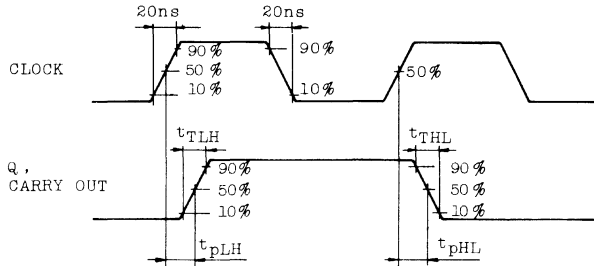 20ns 20ns
90% 90%
CLOCK 50% 50%
10% 10%
tTLH tTHL
Q,
CARRY OUT
90% 90%
50% 50%
10% 10%
tpLH tpHL